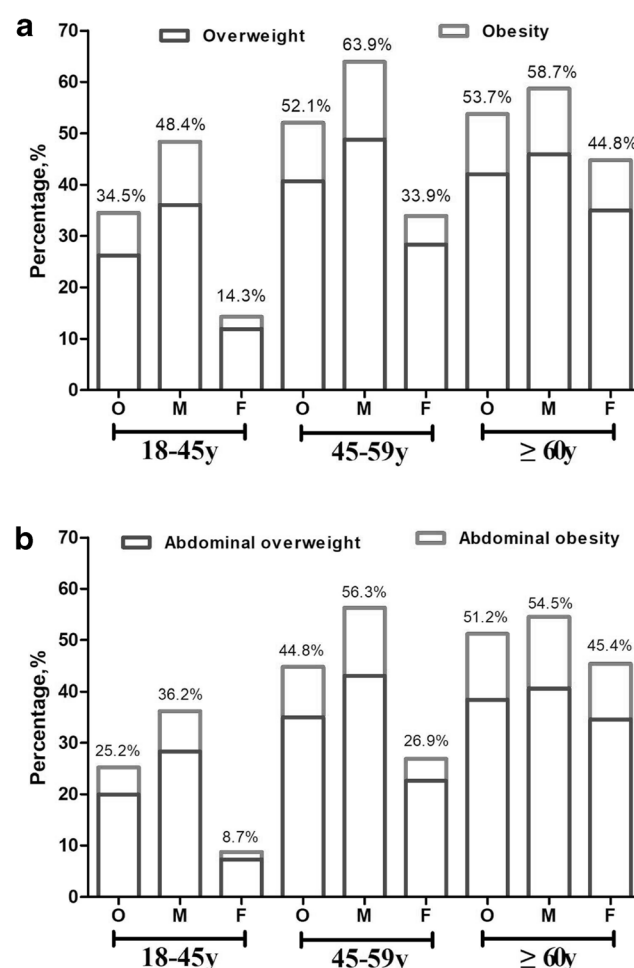 a
Overweight Obesity
Percentage,%
70
60
50
40
30
20
10
0
34.5% 48.4% 14.3% 52.1% 63.9% 33.9% 53.7% 58.7% 44.8%
O M F O M F O M F
18-45y 45-59y ≥ 60y
b
Abdominal overweight Abdominal obesity
Percentage,%
70
60
50
40
30
20
10
0
25.2% 36.2% 8.7% 44.8% 56.3% 26.9% 51.2% 54.5% 45.4%
O M F O M F O M F
18-45y 45-59y ≥ 60y